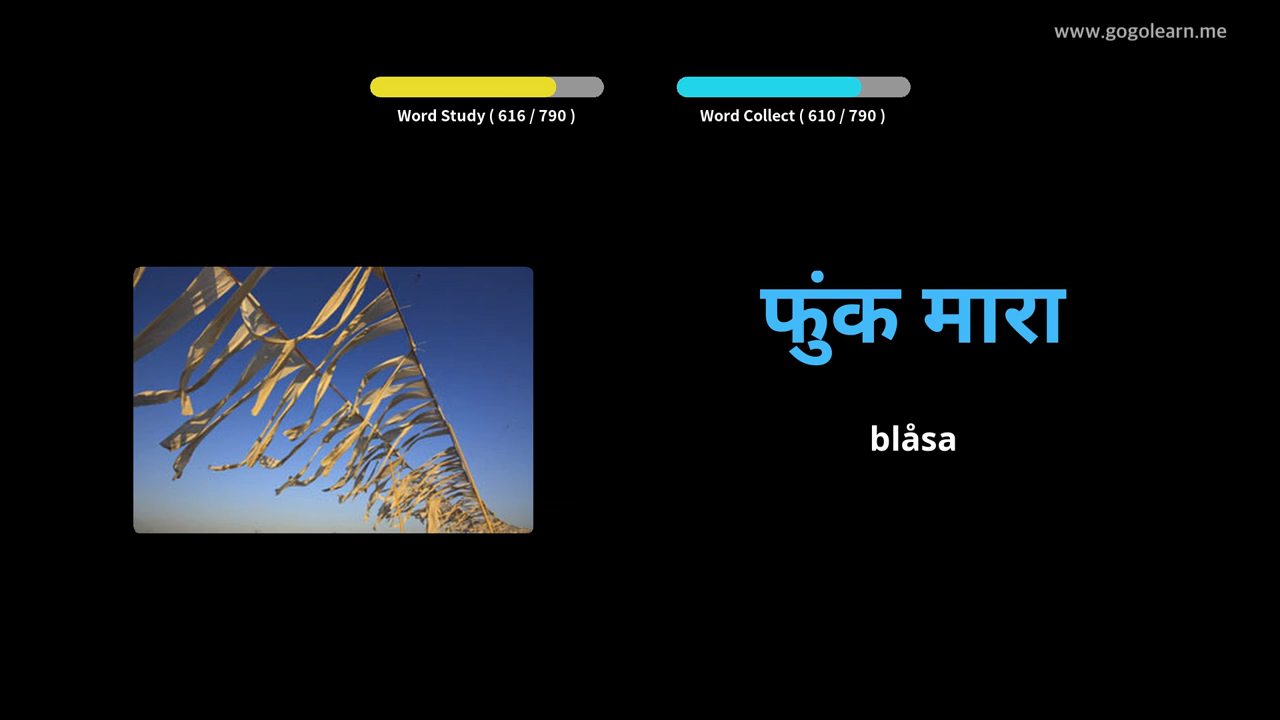 www.gogolearn.me
Word Study ( 616 / 790 )
Word Collect ( 610 / 790 )
फुंक मारा
blåsa